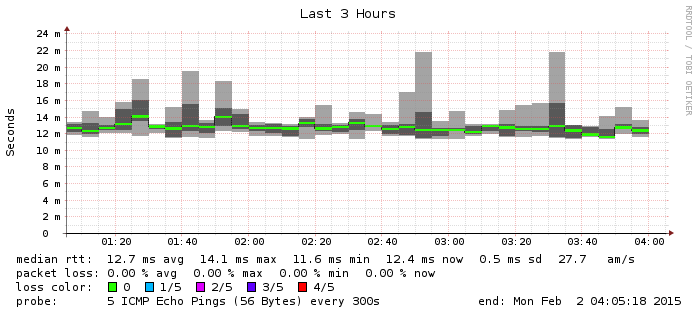 Last 3 Hours
RRDTOOL / TOBI OETIKER
Seconds
24 m
22 m
20 m
18 m
16 m
14 m
12 m
10 m
8 m
6 m
4 m
2 m
0
01:20 01:40 02:00 02:20 02:40 03:00 03:20 03:40 04:00
median rtt: 12.7 ms avg 14.1 ms max 11.6 ms min 12.4 ms now 0.5 ms sd 27.7 am/s
packet loss: 0.00 % avg 0.00 % max 0.00 % min 0.00 % now
loss color: 0 1/5 2/5 3/5 4/5
probe: 5 ICMP Echo Pings (56 Bytes) every 300s end: Mon Feb 2 04:05:18 2015